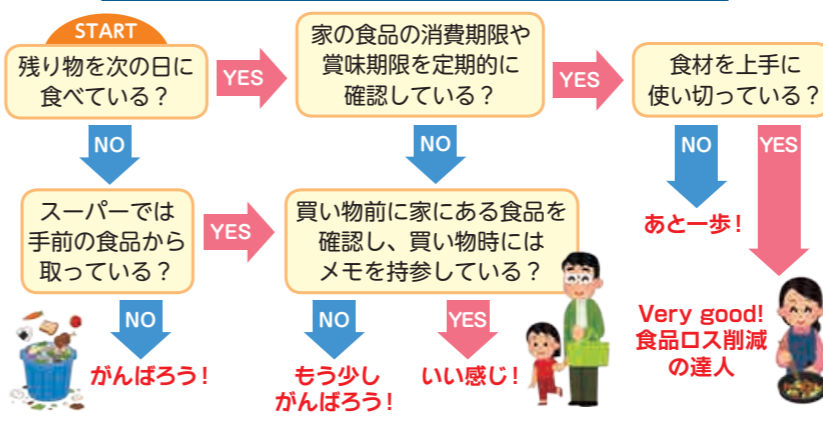 START
残り物を次の日に
食べている？
YES
家の食品の消費期限や
賞味期限を定期的に
確認している？
YES
食材を上手に
使い切っている？
NO
NO
NO
YES
スーパーでは
手前の食品から
取っている？
YES
買い物前に家にある食品を
確認し、買い物時には
メモを持参している？
あと一歩！
NO
がんばろう！
NO
もう少し
がんばろう！
YES
いい感じ！
Very good!
食品ロス削減
の達人